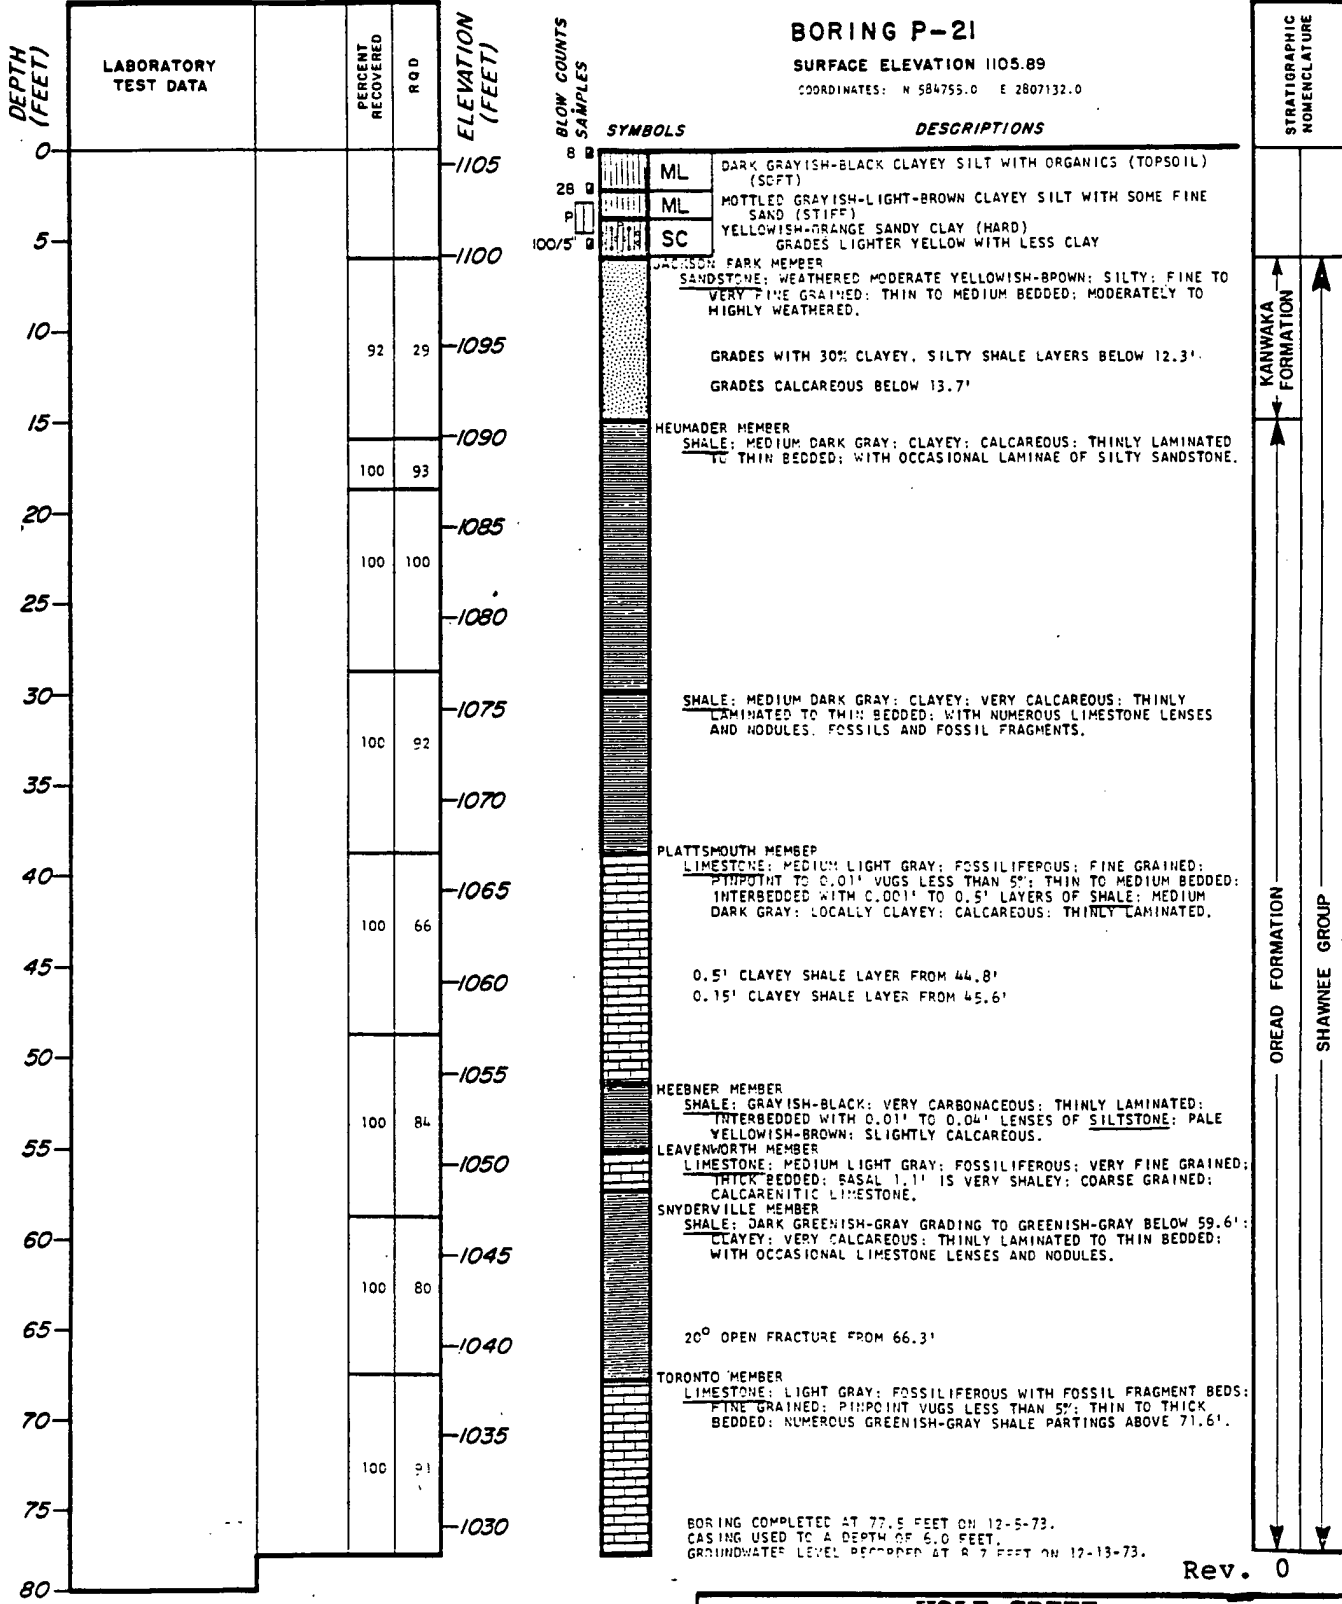 BORING P-21
SURFACE ELEVATION 1105.89
COORDINATES: N 584755.0 E 2807132.0
DEPTH (FEET)
LABORATORY TEST DATA
PERCENT RECOVERED
RQD
ELEVATION (FEET)
BLOW COUNTS
SAMPLES
SYMBOLS
DESCRIPTIONS
STRATIGRAPHIC NOMENCLATURE
0
5
10
15
20
25
30
35
40
45
50
55
60
65
70
75
80
92 29
100 93
100 100
100 92
100 66
100 84
100 80
100 91
1105
1100
1095
1090
1085
1080
1075
1070
1065
1060
1055
1050
1045
1040
1035
1030
8
28
P
100/5"
ML
DARK GRAYISH-BLACK CLAYEY SILT WITH ORGANICS (TOPSOIL)
(SOFT)
ML
MOTTLED GRAYISH-LIGHT-BROWN CLAYEY SILT WITH SOME FINE
SAND (STIFF)
SC
YELLOWISH-ORANGE SANDY CLAY (HARD)
GRADES LIGHTER YELLOW WITH LESS CLAY
JACKSON PARK MEMBER
SANDSTONE: WEATHERED MODERATE YELLOWISH-BROWN: SILTY: FINE TO
VERY FINE GRAINED: THIN TO MEDIUM BEDDED: MODERATELY TO
HIGHLY WEATHERED.
GRADES WITH 30% CLAYEY, SILTY SHALE LAYERS BELOW 12.3'.
GRADES CALCAREOUS BELOW 13.7'
HEUMADER MEMBER
SHALE: MEDIUM DARK GRAY: CLAYEY: CALCAREOUS: THINLY LAMINATED
TO THIN BEDDED: WITH OCCASIONAL LAMINAE OF SILTY SANDSTONE.
SHALE: MEDIUM DARK GRAY: CLAYEY: VERY CALCAREOUS: THINLY
LAMINATED TO THIN BEDDED: WITH NUMEROUS LIMESTONE LENSES
AND NODULES. FOSSILS AND FOSSIL FRAGMENTS.
PLATTSMOUTH MEMBER
LIMESTONE: MEDIUM LIGHT GRAY: FOSSILIFEROUS: FINE GRAINED:
PINPOINT TO 0.01' VUGS LESS THAN 5%: THIN TO MEDIUM BEDDED:
INTERBEDDED WITH 0.001' TO 0.5' LAYERS OF SHALE: MEDIUM
DARK GRAY: LOCALLY CLAYEY: CALCAREOUS: THINLY LAMINATED.
0.5' CLAYEY SHALE LAYER FROM 44.8'
0.15' CLAYEY SHALE LAYER FROM 45.6'
HEEBNER MEMBER
SHALE: GRAYISH-BLACK: VERY CARBONACEOUS: THINLY LAMINATED:
INTERBEDDED WITH 0.01' TO 0.04' LENSES OF SILTSTONE: PALE
YELLOWISH-BROWN: SLIGHTLY CALCAREOUS.
LEAVENWORTH MEMBER
LIMESTONE: MEDIUM LIGHT GRAY: FOSSILIFEROUS: VERY FINE GRAINED:
THICK BEDDED: BASAL 1.1' IS VERY SHALEY: COARSE GRAINED:
CALCARENITIC LIMESTONE.
SNYDERVILLE MEMBER
SHALE: DARK GREENISH-GRAY GRADING TO GREENISH-GRAY BELOW 59.6':
CLAYEY: VERY CALCAREOUS: THINLY LAMINATED TO THIN BEDDED:
WITH OCCASIONAL LIMESTONE LENSES AND NODULES.
20° OPEN FRACTURE FROM 66.3'
TORONTO MEMBER
LIMESTONE: LIGHT GRAY: FOSSILIFEROUS WITH FOSSIL FRAGMENT BEDS:
FINE GRAINED: PINPOINT VUGS LESS THAN 5%: THIN TO THICK
BEDDED: NUMEROUS GREENISH-GRAY SHALE PARTINGS ABOVE 71.6'.
BORING COMPLETED AT 77.5 FEET ON 12-5-73.
CASING USED TO A DEPTH OF 6.0 FEET.
GROUNDWATER LEVEL RECORDED AT 8.7 FEET ON 12-13-73.
KANWAKA FORMATION
OREAD FORMATION
SHAWNEE GROUP
Rev. 0